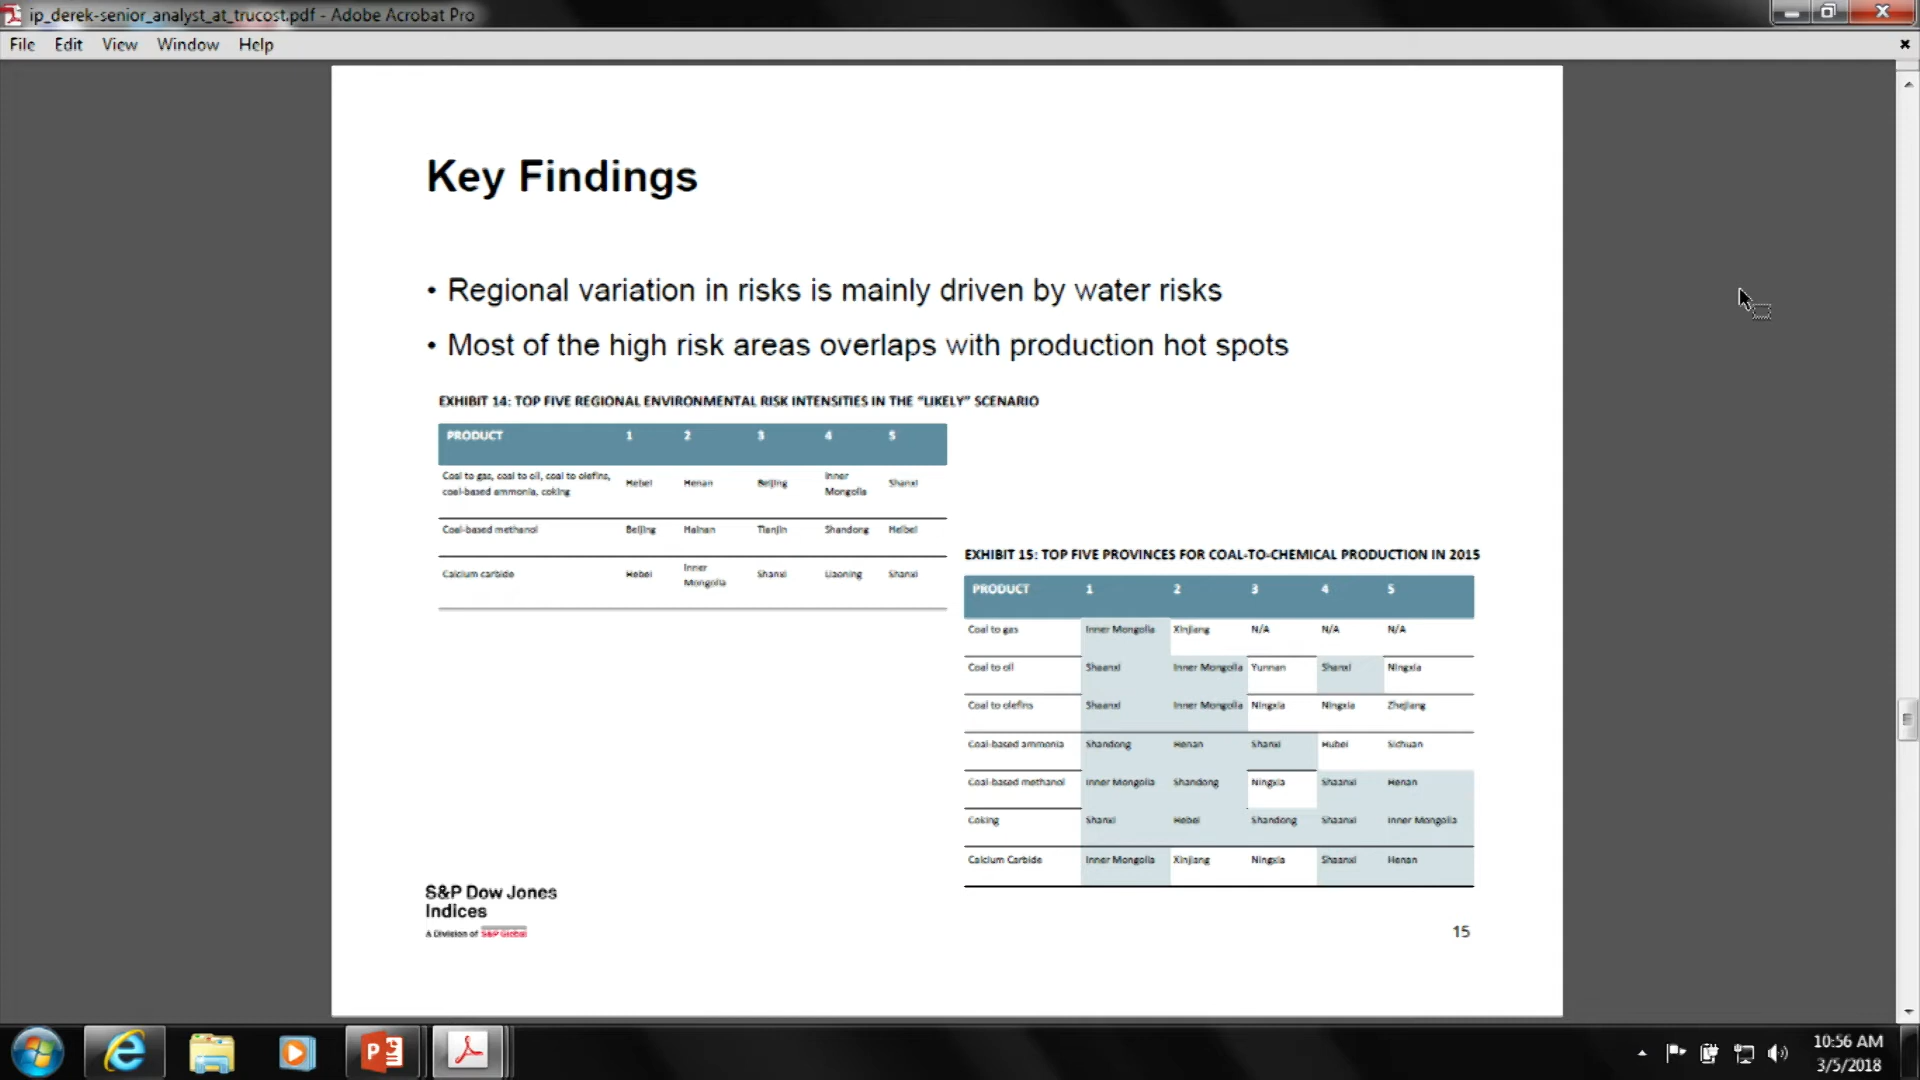 ip_derek-senior_analyst_at_trucost.pdf - Adobe Acrobat Pro
File Edit View Window Help
Key Findings
• Regional variation in risks is mainly driven by water risks
• Most of the high risk areas overlaps with production hot spots
EXHIBIT 14: TOP FIVE REGIONAL ENVIRONMENTAL RISK INTENSITIES IN THE "LIKELY" SCENARIO
PRODUCT 1 2 3 4 5
Coal to gas, coal to oil, coal to olefins,
coal-based ammonia, coking Hebei Henan Beijing Inner Mongolia Shanxi
Coal-based methanol Beijing Hainan Tianjin Shandong Heibei
Calcium carbide Hebei Inner Mongolia Shanxi Liaoning Shanxi
EXHIBIT 15: TOP FIVE PROVINCES FOR COAL-TO-CHEMICAL PRODUCTION IN 2015
PRODUCT 1 2 3 4 5
Coal to gas Inner Mongolia Xinjiang N/A N/A N/A
Coal to oil Shaanxi Inner Mongolia Yunnan Shanxi Ningxia
Coal to olefins Shaanxi Inner Mongolia Ningxia Ningxia Zhejiang
Coal-based ammonia Shandong Henan Shanxi Hubei Sichuan
Coal-based methanol Inner Mongolia Shandong Ningxia Shaanxi Henan
Coking Shanxi Hebei Shandong Shaanxi Inner Mongolia
Calcium Carbide Inner Mongolia Xinjiang Ningxia Shaanxi Henan
S&P Dow Jones
Indices
A Division of S&P Global
15
10:56 AM
3/5/2018